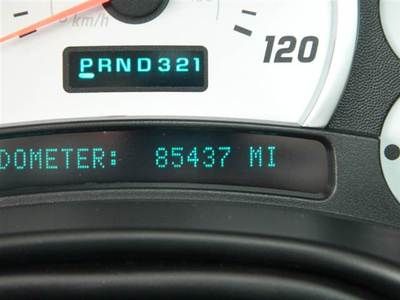 km/h
120
PRND321
DOMETER: 85437 MI